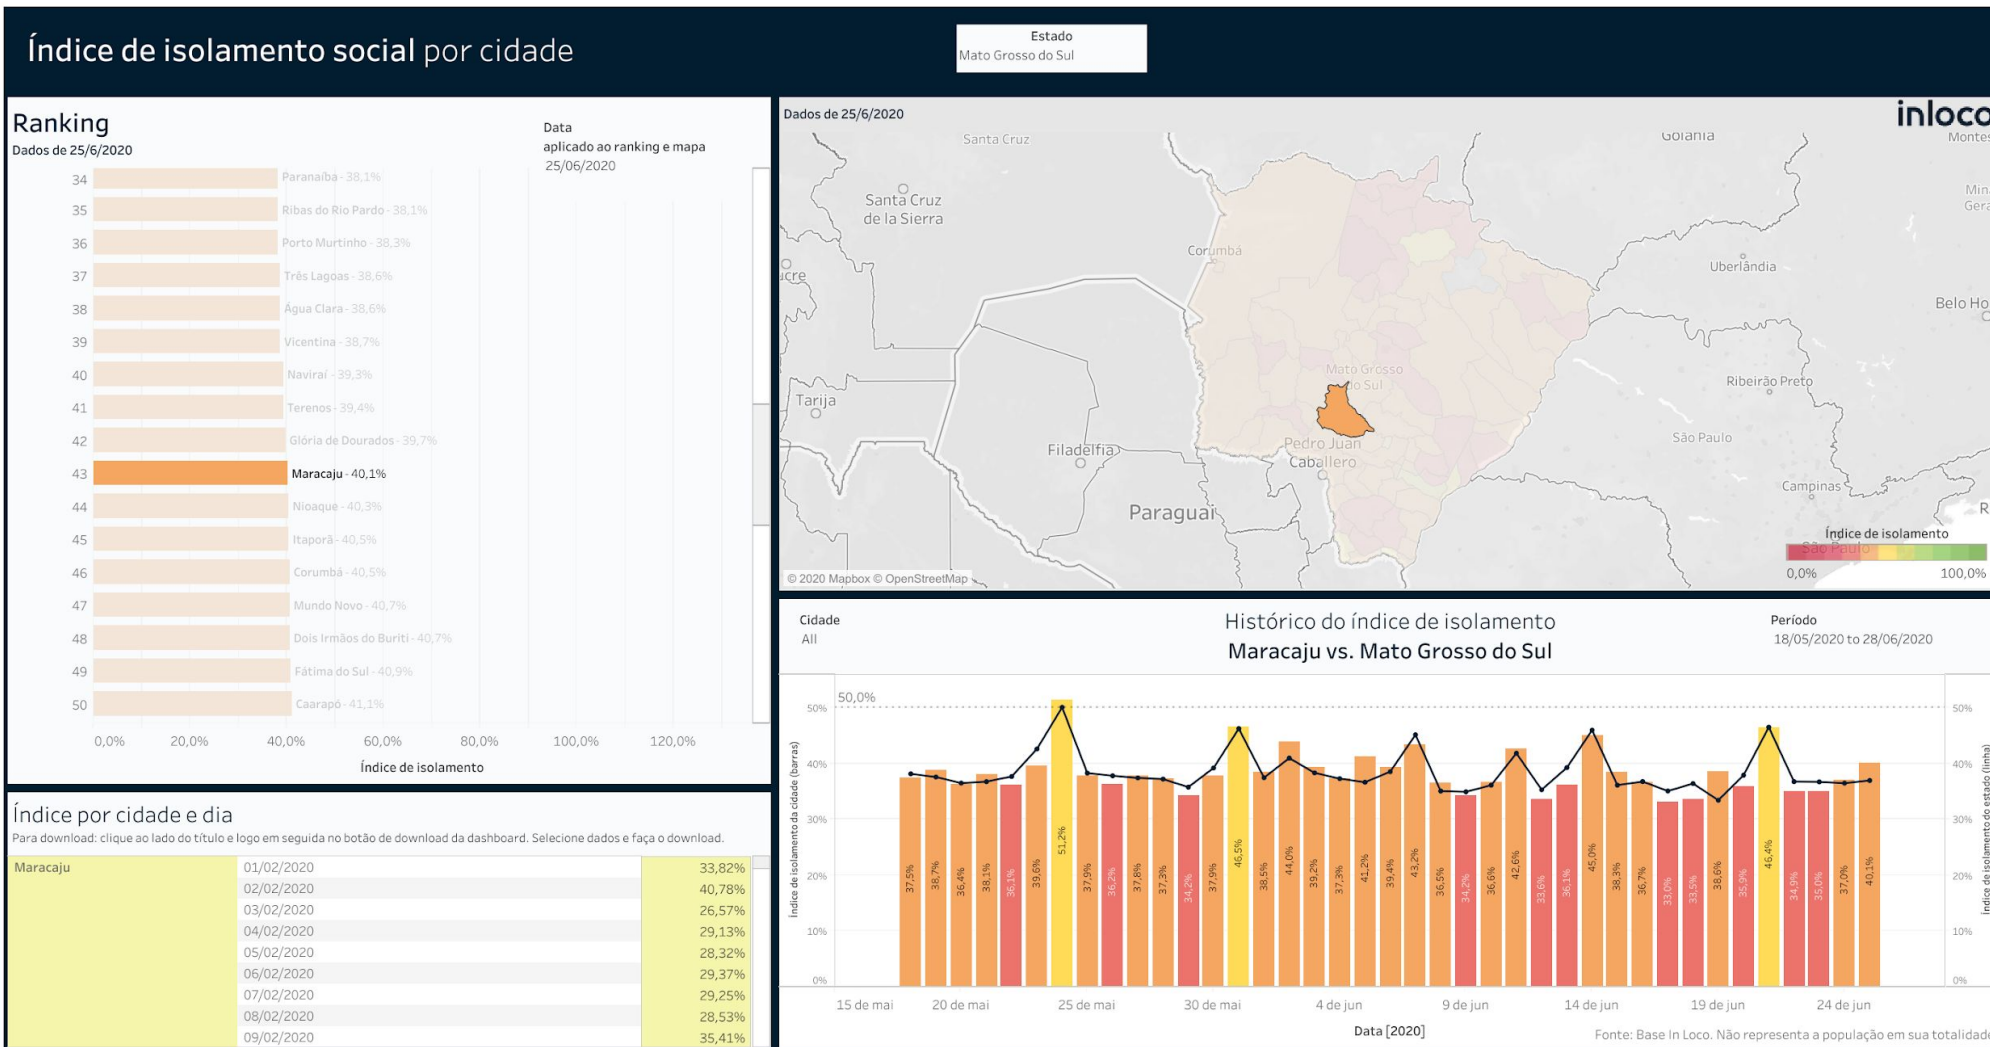 Índice de isolamento social por cidade
Estado
Mato Grosso do Sul
Ranking
Dados de 25/6/2020
Data
aplicado ao ranking e mapa
25/06/2020
34 Paranaíba - 38,1%
35 Ribas do Rio Pardo - 38,1%
36 Porto Murtinho - 38,3%
37 Três Lagoas - 38,6%
38 Água Clara - 38,6%
39 Vicentina - 38,7%
40 Naviraí - 39,3%
41 Terenos - 39,4%
42 Glória de Dourados - 39,7%
43 Maracaju - 40,1%
44 Nioaque - 40,3%
45 Itaporã - 40,5%
46 Corumbá - 40,5%
47 Mundo Novo - 40,7%
48 Dois Irmãos do Buriti - 40,7%
49 Fátima do Sul - 40,9%
50 Caarapó - 41,1%
0,0% 20,0% 40,0% 60,0% 80,0% 100,0% 120,0%
Índice de isolamento
Índice por cidade e dia
Para download: clique ao lado do título e logo em seguida no botão de download da dashboard. Selecione dados e faça o download.
Maracaju 01/02/2020 33,82%
02/02/2020 40,78%
03/02/2020 26,57%
04/02/2020 29,13%
05/02/2020 28,32%
06/02/2020 29,37%
07/02/2020 29,25%
08/02/2020 28,53%
09/02/2020 35,41%
Dados de 25/6/2020
inloco
Santa Cruz
Goiânia
Montes
Santa Cruz
de la Sierra
Min
Gera
Corumbá
ucre
Uberlândia
Belo Ho
Mato Grosso
do Sul
Ribeirão Preto
Tarija
Pedro Juan
Caballero
São Paulo
Filadélfia
Campinas
Paraguai
R
Índice de isolamento
São Paulo
0,0% 100,0%
© 2020 Mapbox © OpenStreetMap
Cidade
All
Histórico do índice de isolamento
Maracaju vs. Mato Grosso do Sul
Período
18/05/2020 to 28/06/2020
Índice de isolamento da cidade (barras)
50,0%
50%
40%
30%
20%
10%
0%
37,5% 38,7% 36,4% 38,1% 36,1% 39,6% 51,2% 37,9% 36,2% 37,8% 37,3% 34,2% 37,9% 46,5% 38,5% 44,0% 39,2% 37,3% 41,2% 39,4% 43,2% 36,5% 34,2% 36,6% 42,6% 33,6% 36,1% 45,0% 38,3% 36,7% 33,0% 33,5% 38,6% 35,9% 46,4% 34,9% 35,0% 37,0% 40,1%
50%
40%
30%
20%
10%
0%
Índice de isolamento do estado (linha)
15 de mai 20 de mai 25 de mai 30 de mai 4 de jun 9 de jun 14 de jun 19 de jun 24 de jun
Data [2020]
Fonte: Base In Loco. Não representa a população em sua totalidade